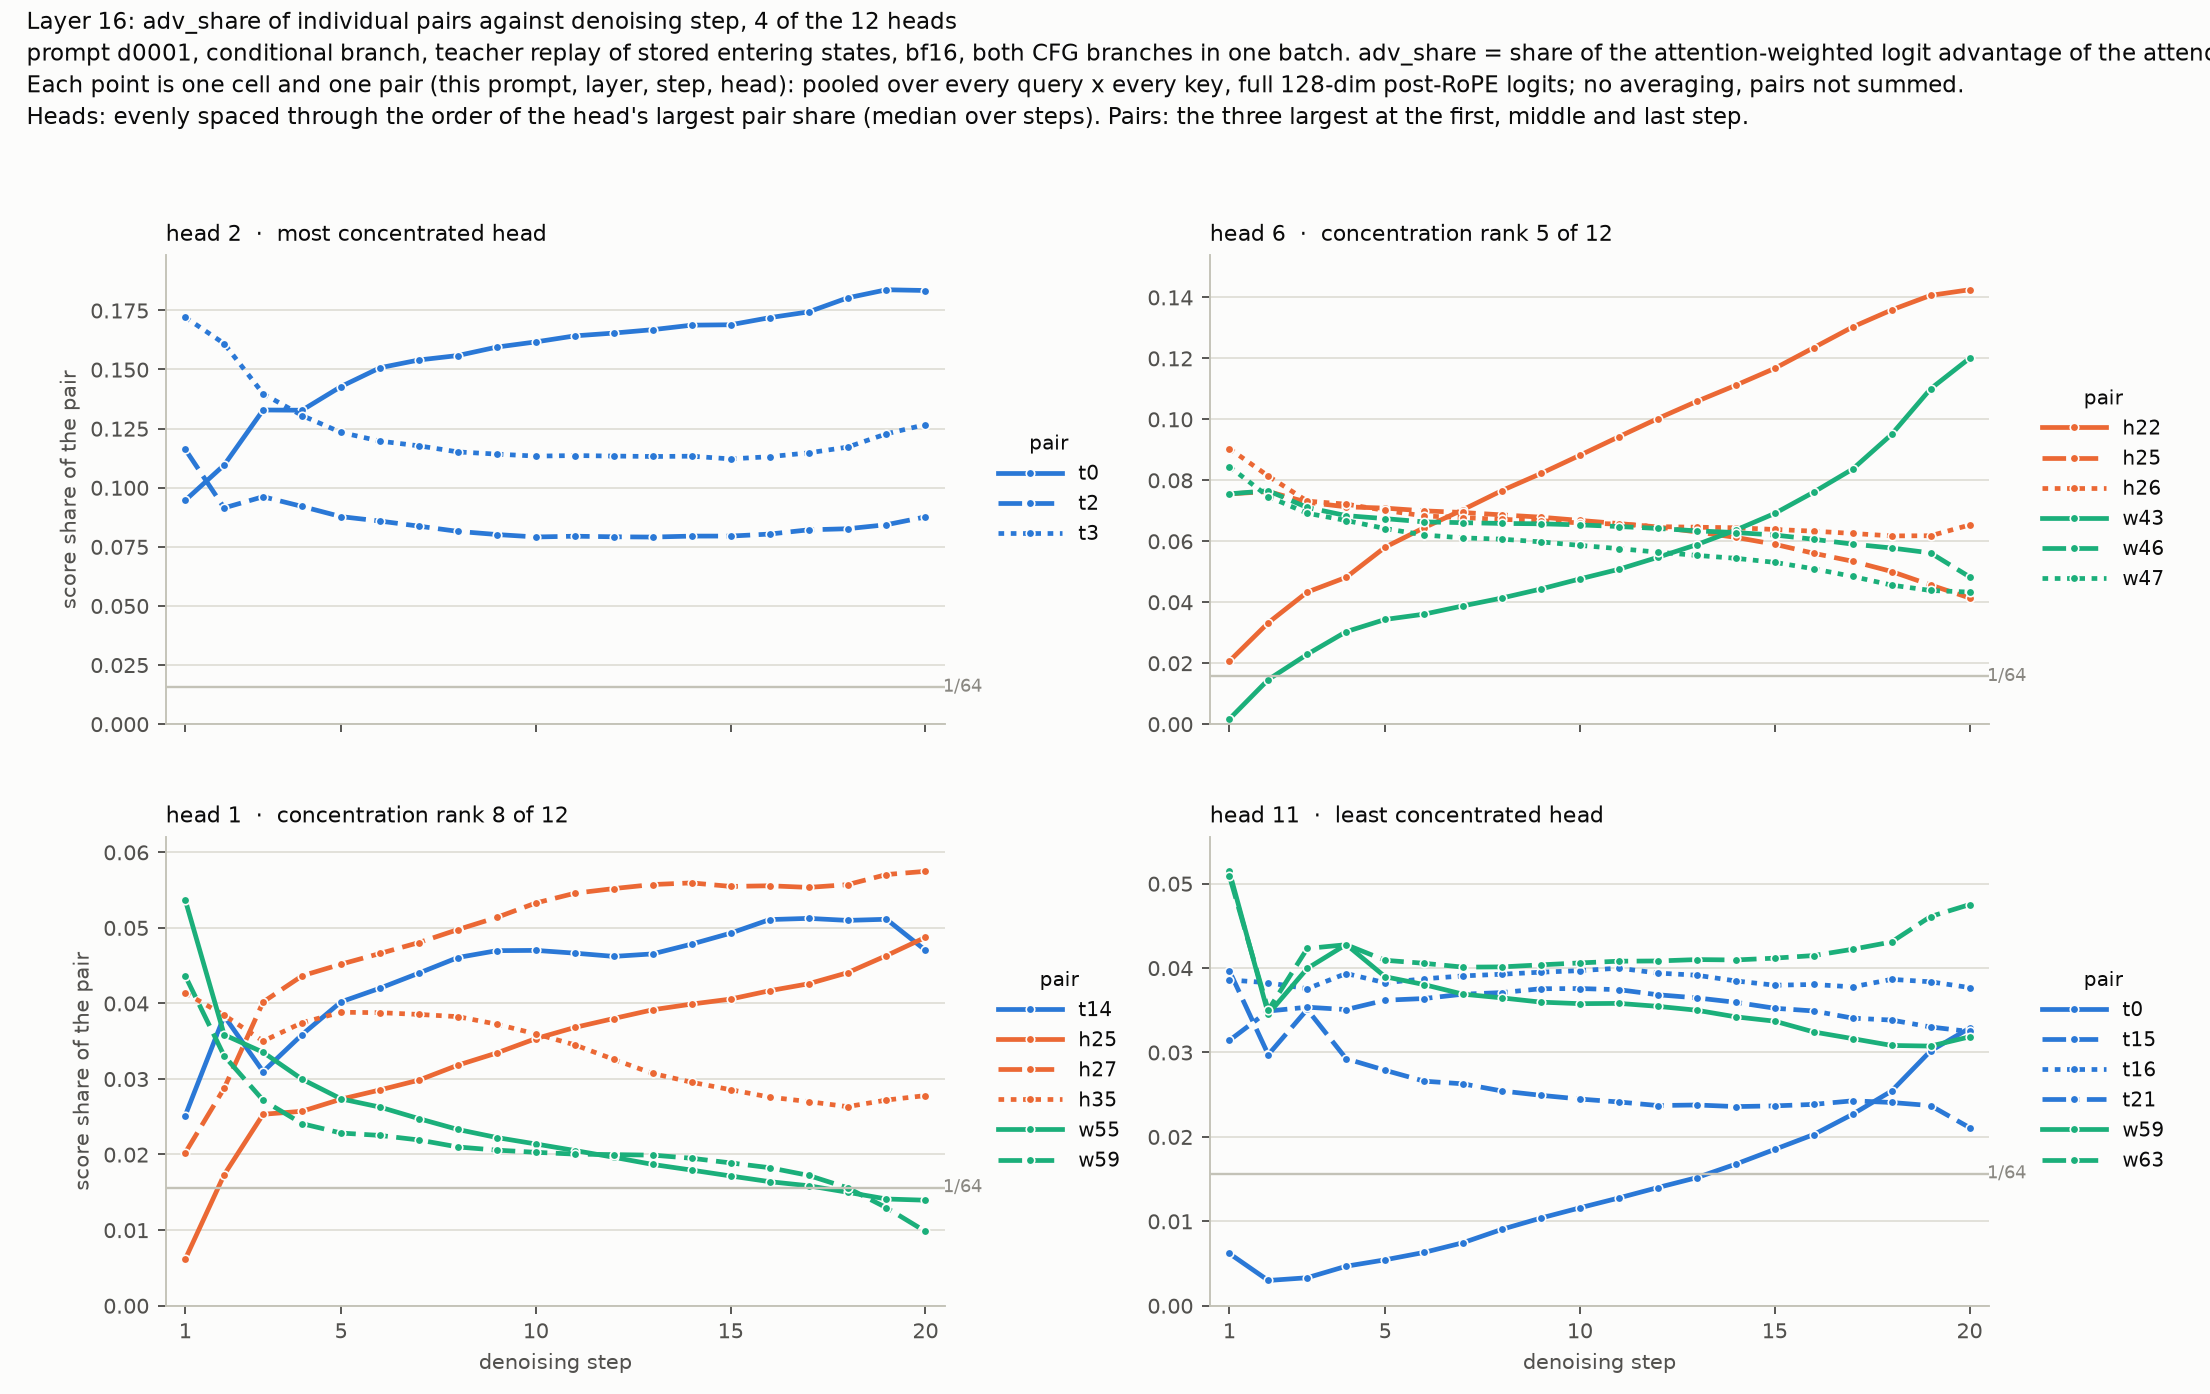 Layer 16: adv_share of individual pairs against denoising step, 4 of the 12 heads
prompt d0001, conditional branch, teacher replay of stored entering states, bf16, both CFG branches in one batch. adv_share = share of the attention-weighted logit advantage of the
Each point is one cell and one pair (this prompt, layer, step, head): pooled over every query x every key, full 128-dim post-RoPE logits; no averaging, pairs not summed.
Heads: evenly spaced through the order of the head's largest pair share (median over steps). Pairs: the three largest at the first, middle and last step.
head 2 · most concentrated head
score share of the pair
0.175
0.150
0.125
0.100
0.075
0.050
0.025
0.000
1/64
pair
t0
t2
t3
head 6 · concentration rank 5 of 12
0.14
0.12
0.10
0.08
0.06
0.04
0.02
0.00
1/64
pair
h22
h25
h26
w43
w46
w47
head 1 · concentration rank 8 of 12
score share of the pair
0.06
0.05
0.04
0.03
0.02
0.01
0.00
1/64
1 5 10 15 20
denoising step
pair
t14
h25
h27
h35
w55
w59
head 11 · least concentrated head
0.05
0.04
0.03
0.02
0.01
0.00
1/64
1 5 10 15 20
denoising step
pair
t0
t15
t16
t21
w59
w63